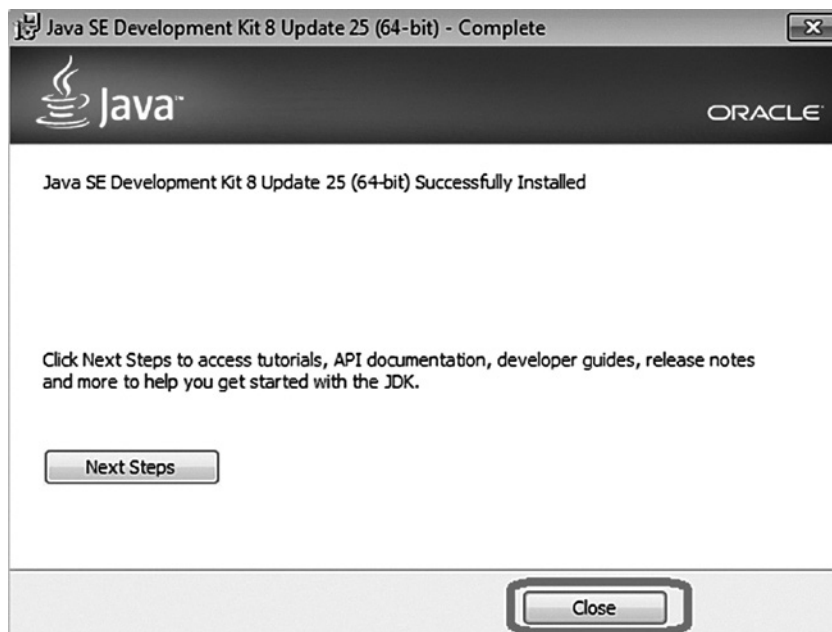 Java SE Development Kit 8 Update 25 (64-bit) - Complete
Java™
ORACLE
Java SE Development Kit 8 Update 25 (64-bit) Successfully Installed
Click Next Steps to access tutorials, API documentation, developer guides, release notes
and more to help you get started with the JDK.
Next Steps
Close